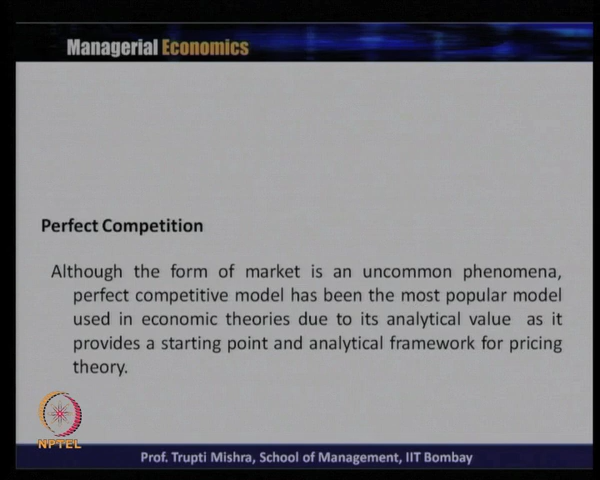 Managerial Economics
Perfect Competition
Although the form of market is an uncommon phenomena,
perfect competitive model has been the most popular model
used in economic theories due to its analytical value as it
provides a starting point and analytical framework for pricing
theory.
NPTEL
Prof. Trupti Mishra, School of Management, IIT Bombay